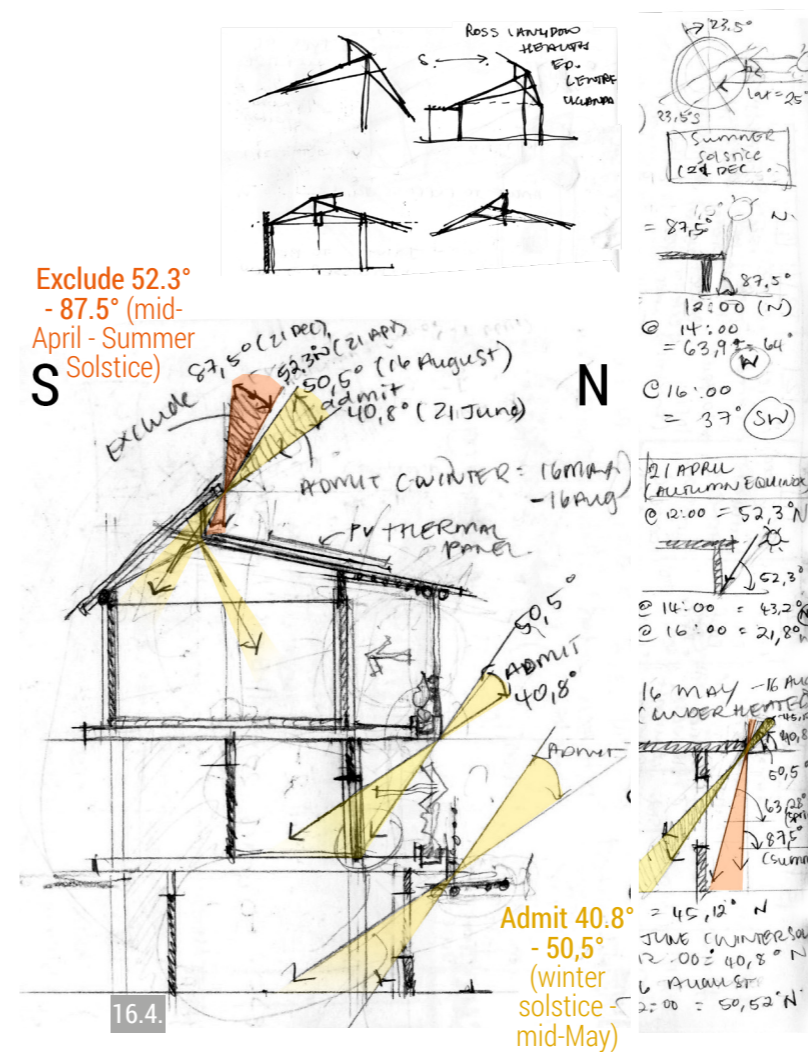 ROSS LANGDON
HEALTH
ED.
CENTRE
UGANDA
S.
23.5°
Lat = 25°
23,5°S
SUMMER
Solstice
(21 DEC
N.
= 87,5°
87,5°
12:00 (N)
@ 14:00
= 63,9° = 64°
W
@ 16:00
= 37° SW
21 APRIL
(AUTUMN EQUINOX
@ 12:00 = 52,3° N
52,3°
@ 14:00 = 43,2°
@ 16:00 = 21,8°
16 MAY - 16 AUG
(UNDERHEATED
40,8
50,5°
63,28°
87,5°
(summ
= 45,12° N
JUNE (WINTER SOL
12:00 = 40,8° N
AUGUST
12:00 = 50,52° N
Exclude 52.3°
- 87.5° (mid-
April - Summer
Solstice)
S
N
EXCLUDE 87,5° (21 DEC),
52.3°N (21 APR)
50,5° (16 August)
admit
40,8° (21 June)
ADMIT (WINTER = 16 MAY
- 16 AUG)
PV THERMAL
PANEL.
50,5°
ADMIT
40,8°
ADMIT
Admit 40.8°
- 50,5°
(winter
solstice -
mid-May)
16.4.